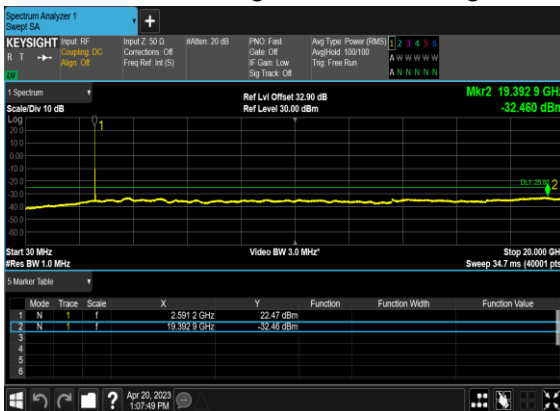 Spectrum Analyzer 1
Swept SA
KEYSIGHT Input: RF Input Z: 50 Ω #Atten: 20 dB PNO: Fast Avg Type: Power (RMS) 1 2 3 4 5 6
R T Coupling: DC Corrections: Off Gate: Off Avg|Hold: 100/100 A W W W W W
Align: Off Freq Ref: Int (S) IF Gain: Low Trig: Free Run
LV Sig Track: Off A N N N N N
1 Spectrum Ref Lvl Offset 32.90 dB Mkr2 19.392 9 GHz
Scale/Div 10 dB Ref Level 30.00 dBm -32.460 dBm
Log
20.0
10.0
0.00
-10.0
-20.0
-30.0
-40.0
-50.0
-60.0
1
DL1 -25.00
2
Start 30 MHz Video BW 3.0 MHz* Stop 20.000 GH
#Res BW 1.0 MHz Sweep 34.7 ms (40001 pts
5 Marker Table
Mode Trace Scale X Y Function Function Width Function Value
1 N 1 f 2.591 2 GHz 22.47 dBm
2 N 1 f 19.392 9 GHz -32.46 dBm
3
4
5
6
? Apr 20, 2023
1:07:49 PM